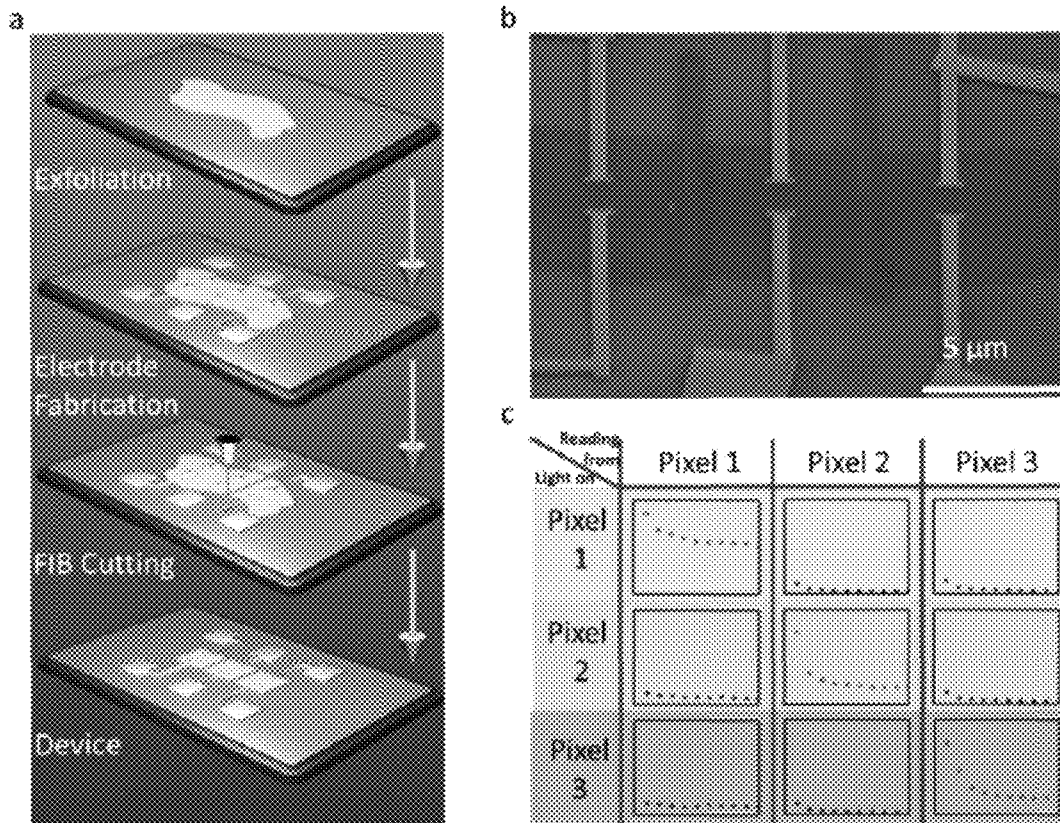 a
Exfoliation
Electrode
Fabrication
FIB Cutting
Device
b
5 µm
c
Reading
from
Light on
Pixel 1
Pixel 2
Pixel 3
Pixel
1
Pixel
2
Pixel
3